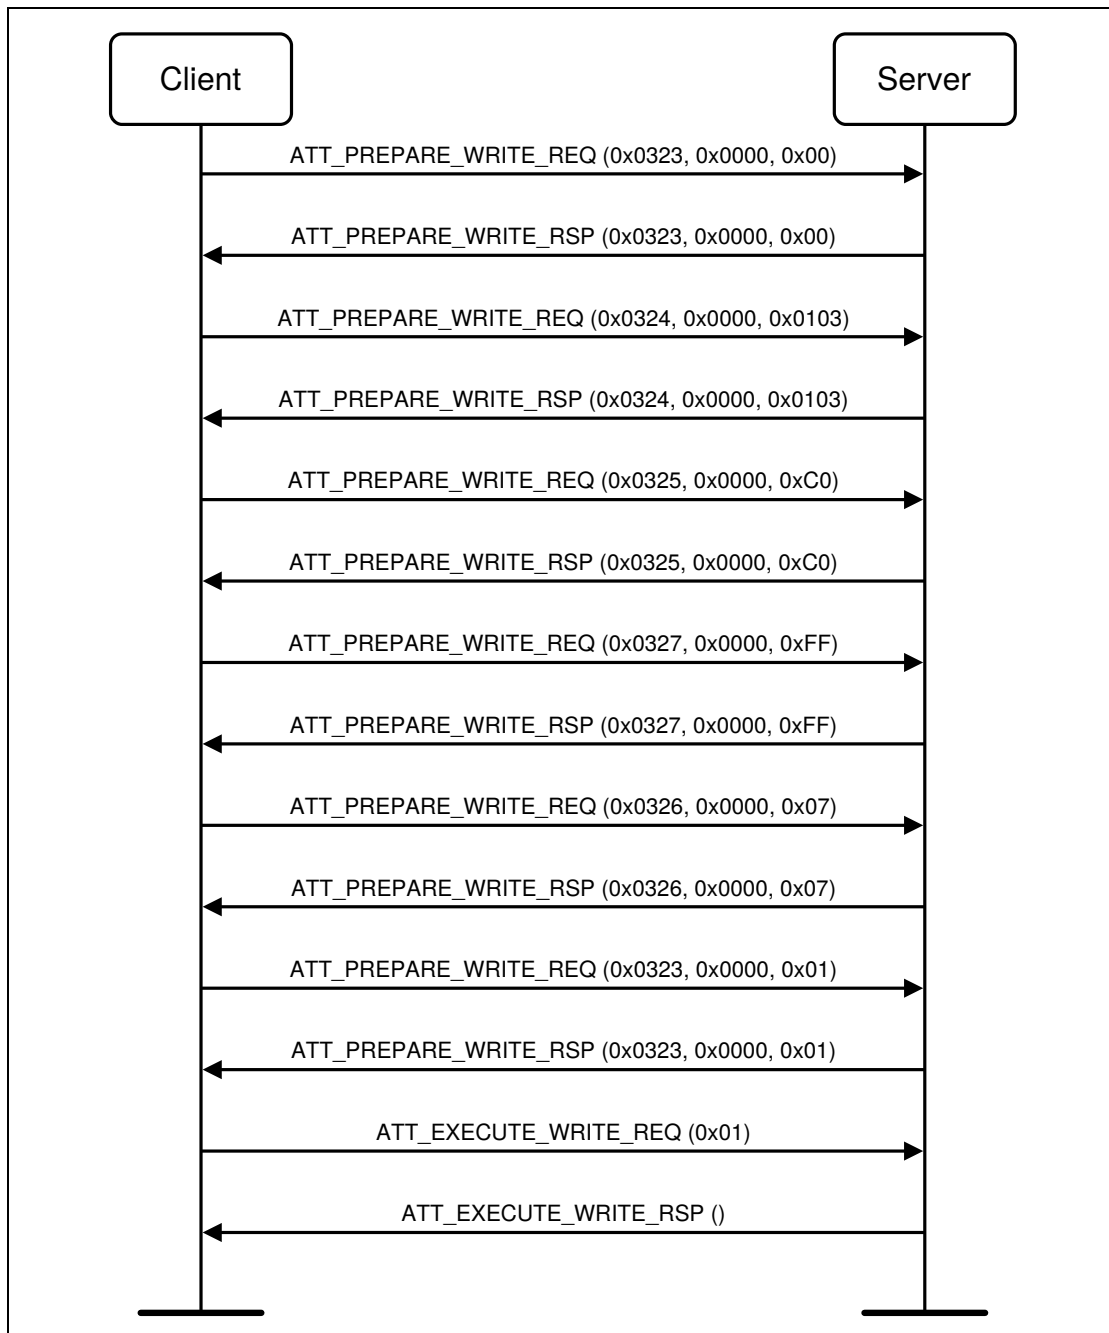 Client
Server
ATT_PREPARE_WRITE_REQ (0x0323, 0x0000, 0x00)
ATT_PREPARE_WRITE_RSP (0x0323, 0x0000, 0x00)
ATT_PREPARE_WRITE_REQ (0x0324, 0x0000, 0x0103)
ATT_PREPARE_WRITE_RSP (0x0324, 0x0000, 0x0103)
ATT_PREPARE_WRITE_REQ (0x0325, 0x0000, 0xC0)
ATT_PREPARE_WRITE_RSP (0x0325, 0x0000, 0xC0)
ATT_PREPARE_WRITE_REQ (0x0327, 0x0000, 0xFF)
ATT_PREPARE_WRITE_RSP (0x0327, 0x0000, 0xFF)
ATT_PREPARE_WRITE_REQ (0x0326, 0x0000, 0x07)
ATT_PREPARE_WRITE_RSP (0x0326, 0x0000, 0x07)
ATT_PREPARE_WRITE_REQ (0x0323, 0x0000, 0x01)
ATT_PREPARE_WRITE_RSP (0x0323, 0x0000, 0x01)
ATT_EXECUTE_WRITE_REQ (0x01)
ATT_EXECUTE_WRITE_RSP ()